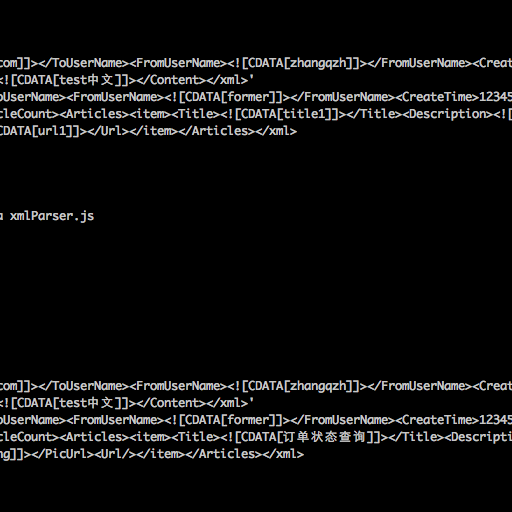 com]]></ToUserName><FromUserName><![CDATA[zhangqzh]]></FromUserName><Creat
<![CDATA[test中文]]></Content></xml>'
oUserName><FromUserName><![CDATA[former]]></FromUserName><CreateTime>12345
cleCount><Articles><item><Title><![CDATA[title1]]></Title><Description><![
CDATA[url1]]></Url></item></Articles></xml>
a xmlParser.js
com]]></ToUserName><FromUserName><![CDATA[zhangqzh]]></FromUserName><Creat
<![CDATA[test中文]]></Content></xml>'
oUserName><FromUserName><![CDATA[former]]></FromUserName><CreateTime>12345
cleCount><Articles><item><Title><![CDATA[订单状态查询]]></Title><Descripti
ng]]></PicUrl><Url/></item></Articles></xml>